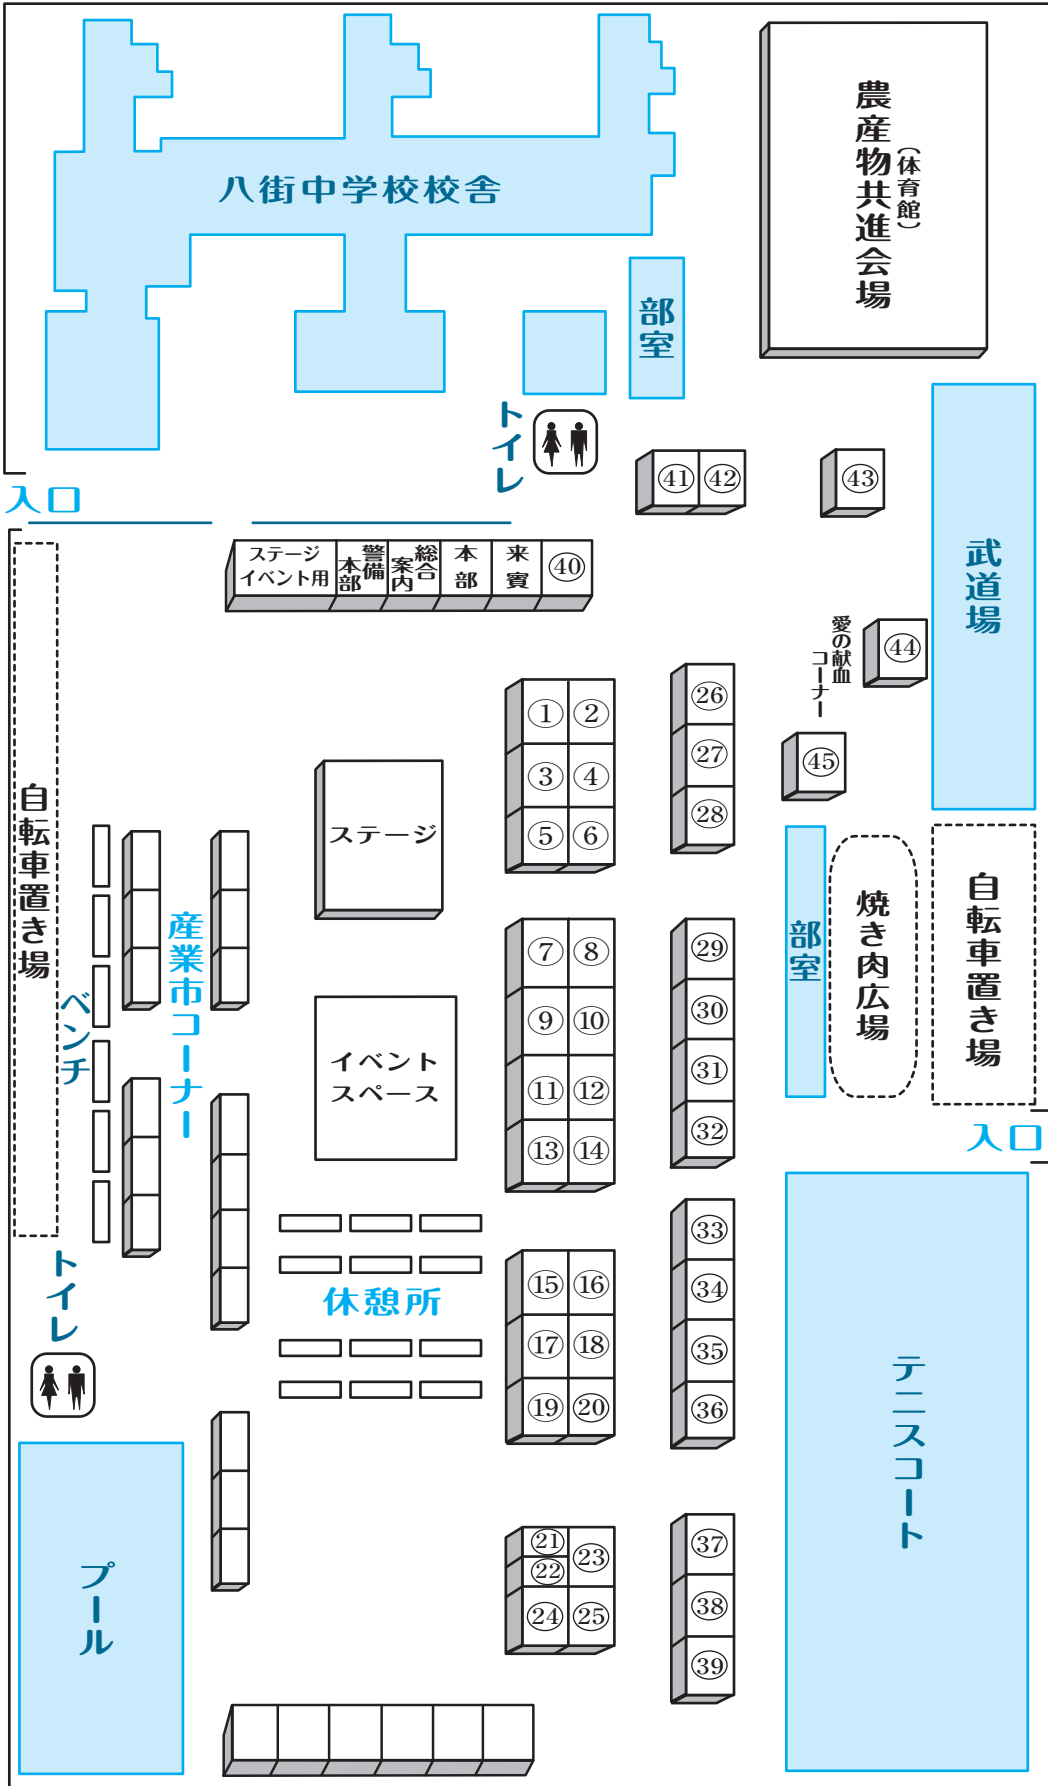 八街中学校校舎
農産物共進会場
(体育館)
部室
トイレ
入口
㊶
㊷
㊸
ステージ
イベント用
警備
本部
総合
案内
本部
来賓
㊵
武道場
㊹
愛の献血
コーナー
㊺
①
②
③
④
⑤
⑥
㉖
㉗
㉘
ステージ
自転車置き場
ベンチ
産業市コーナー
イベント
スペース
⑦
⑧
⑨
⑩
⑪
⑫
⑬
⑭
㉙
㉚
㉛
㉜
部室
焼き肉広場
自転車置き場
入口
トイレ
休憩所
⑮
⑯
⑰
⑱
⑲
⑳
㉝
㉞
㉟
㊱
テニスコート
プール
㉑
㉒
㉓
㉔
㉕
㊲
㊳
㊴